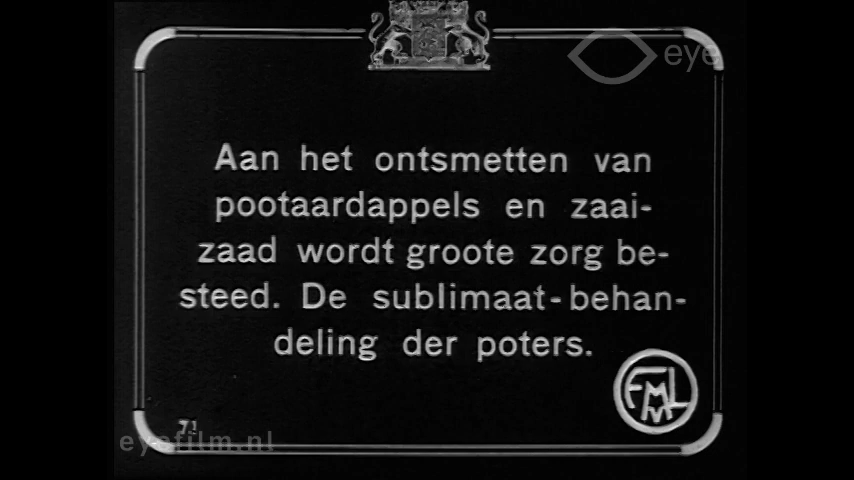 eye
Aan het ontsmetten van
pootaardappels en zaai-
zaad wordt groote zorg be-
steed. De sublimaat-behan-
deling der poters.
FML
71
eyefilm.nl